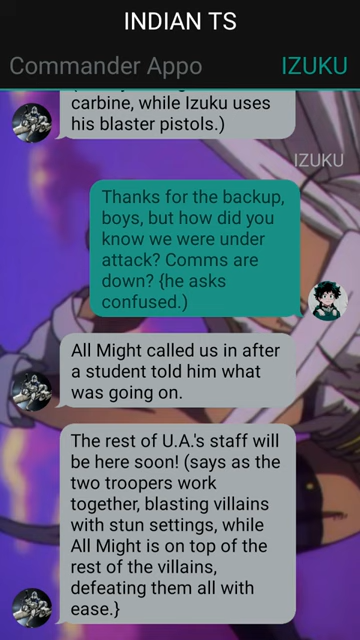 INDIAN TS
Commander Appo
IZUKU
carbine, while Izuku uses
his blaster pistols.)
IZUKU
Thanks for the backup,
boys, but how did you
know we were under
attack? Comms are
down? {he asks
confused.)
All Might called us in after
a student told him what
was going on.
The rest of U.A.'s staff will
be here soon! (says as the
two troopers work
together, blasting villains
with stun settings, while
All Might is on top of the
rest of the villains,
defeating them all with
ease.}